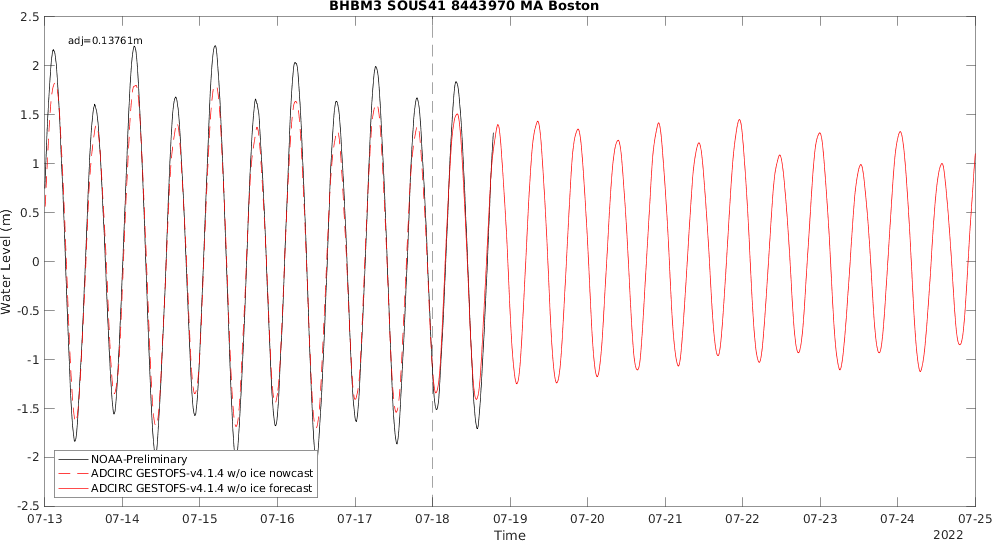 BHBM3 SOUS41 8443970 MA Boston
adj=0.13761m
2.5
2
1.5
1
0.5
0
-0.5
-1
-1.5
-2
-2.5
Water Level (m)
NOAA-Preliminary
ADCIRC GESTOFS-v4.1.4 w/o ice nowcast
ADCIRC GESTOFS-v4.1.4 w/o ice forecast
07-13 07-14 07-15 07-16 07-17 07-18 07-19 07-20 07-21 07-22 07-23 07-24 07-25
Time
2022